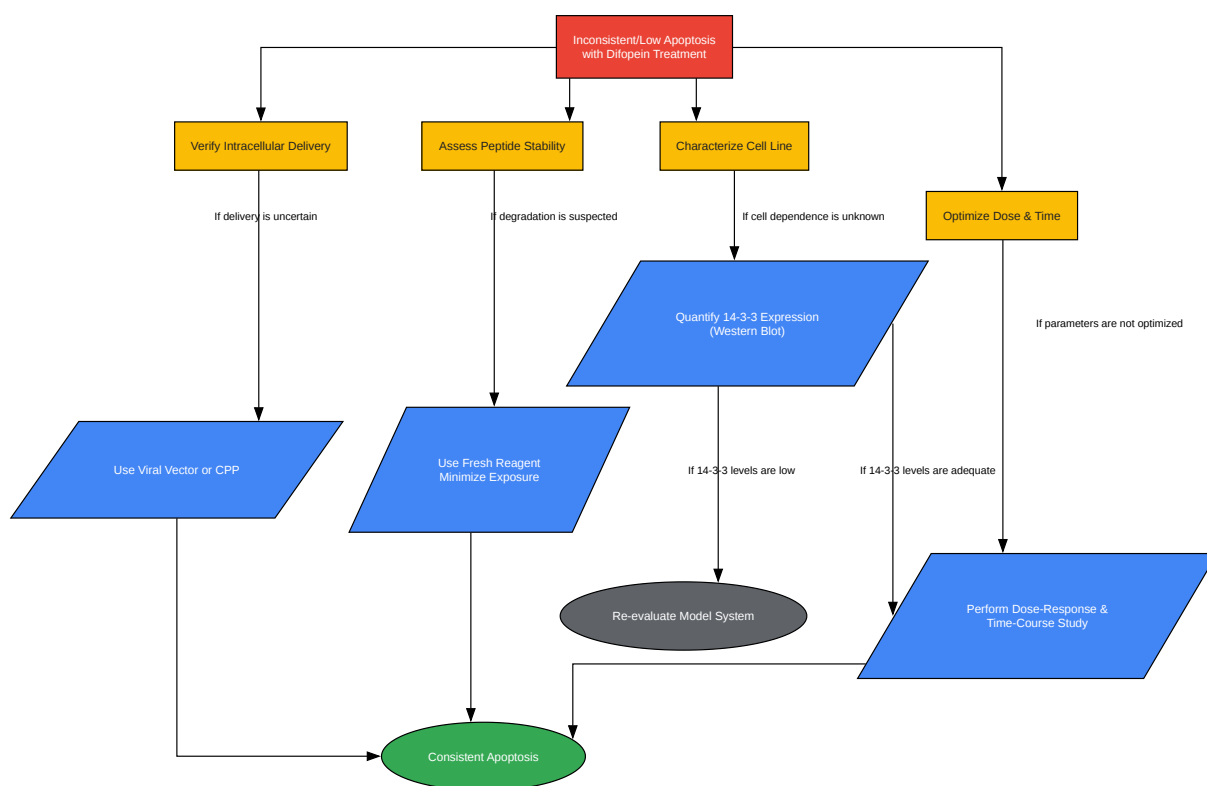 Inconsistent/Low Apoptosis
with Difopein Treatment
Verify Intracellular Delivery
Assess Peptide Stability
Characterize Cell Line
Optimize Dose & Time
If delivery is uncertain
If degradation is suspected
If cell dependence is unknown
Quantify 14-3-3 Expression
(Western Blot)
If parameters are not optimized
Use Viral Vector or CPP
Use Fresh Reagent
Minimize Exposure
If 14-3-3 levels are low
If 14-3-3 levels are adequate
Re-evaluate Model System
Perform Dose-Response &
Time-Course Study
Consistent Apoptosis